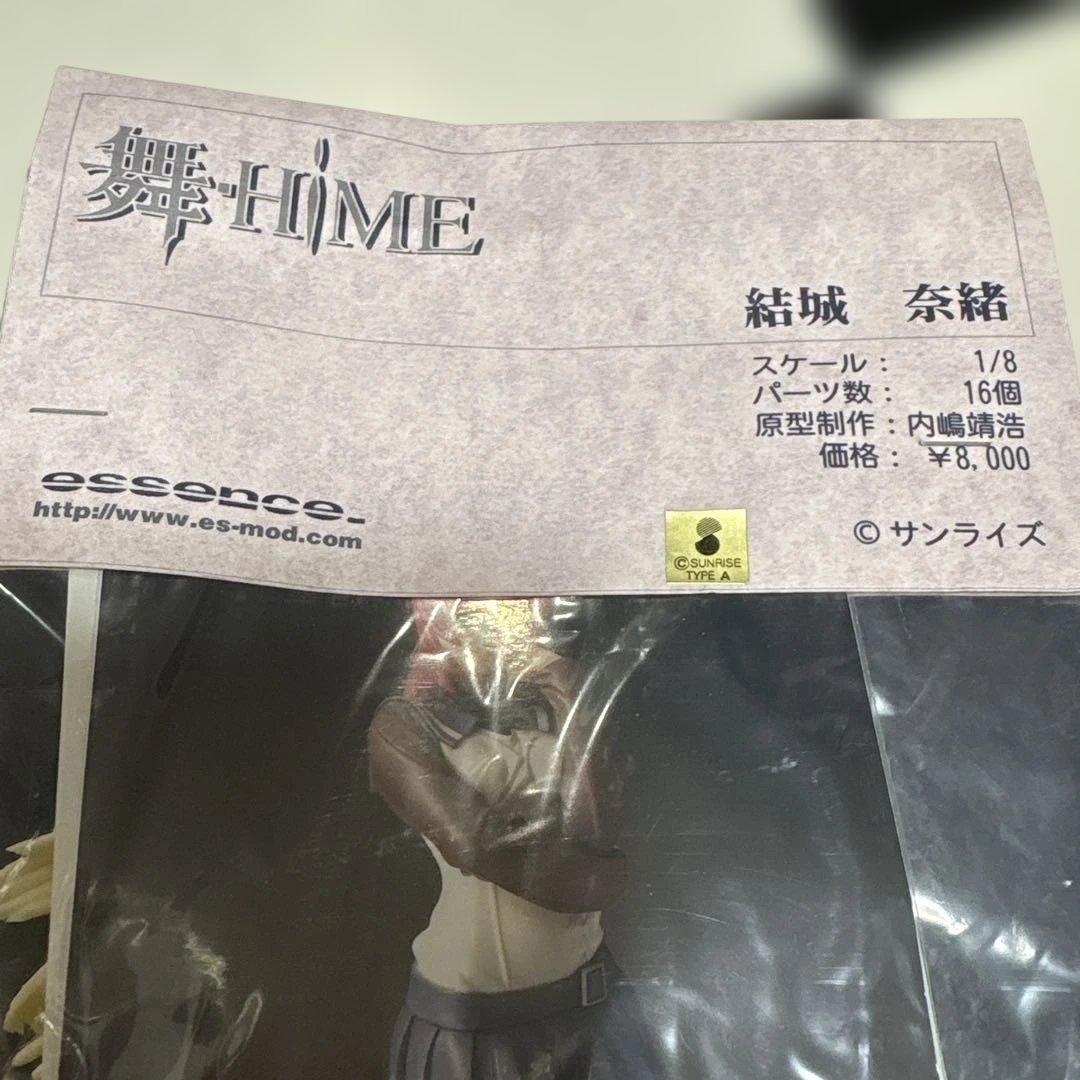 舞-HiME
結城　奈緒
スケール：　1/8
パーツ数：　16個
原型制作：内嶋靖浩
価格：　￥8,000
essence.
http://www.es-mod.com
© サンライズ
©SUNRISE
TYPE A